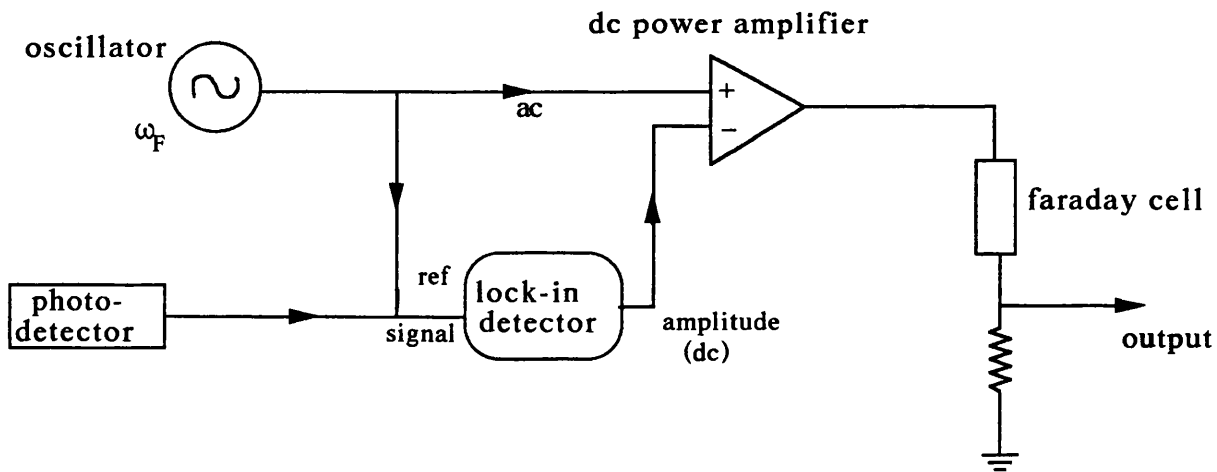 dc power amplifier
oscillator
ω_F
ac
+
−
faraday cell
ref
photo-
detector
lock-in
detector
signal
amplitude
(dc)
output